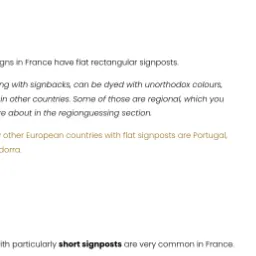 igns in France have flat rectangular signposts.
ng with signbacks, can be dyed with unorthodox colours,
in other countries. Some of those are regional, which you
re about in the regionguessing section.
other European countries with flat signposts are Portugal,
dorra.
ith particularly short signposts are very common in France.